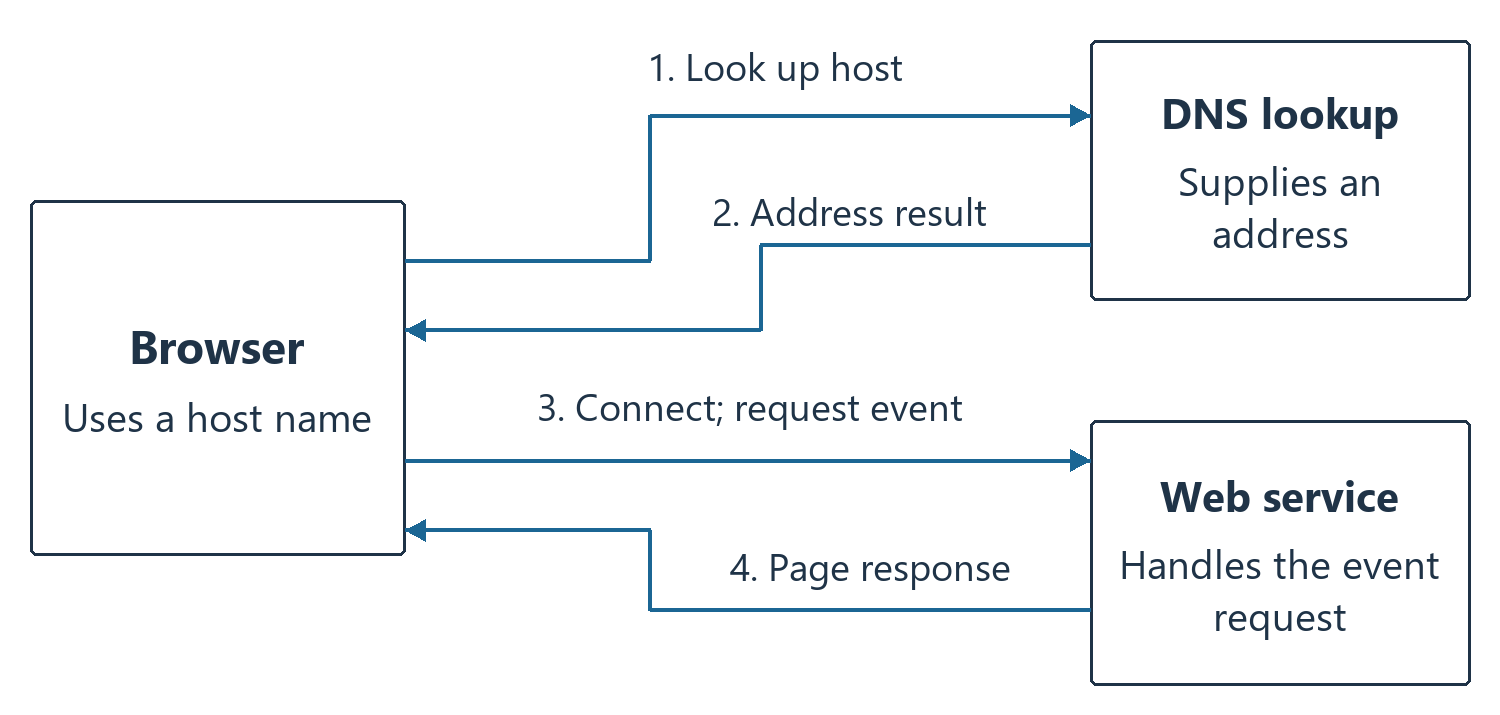 1. Look up host
DNS lookup
Supplies an
address
2. Address result
Browser
Uses a host name
3. Connect; request event
Web service
Handles the event
request
4. Page response